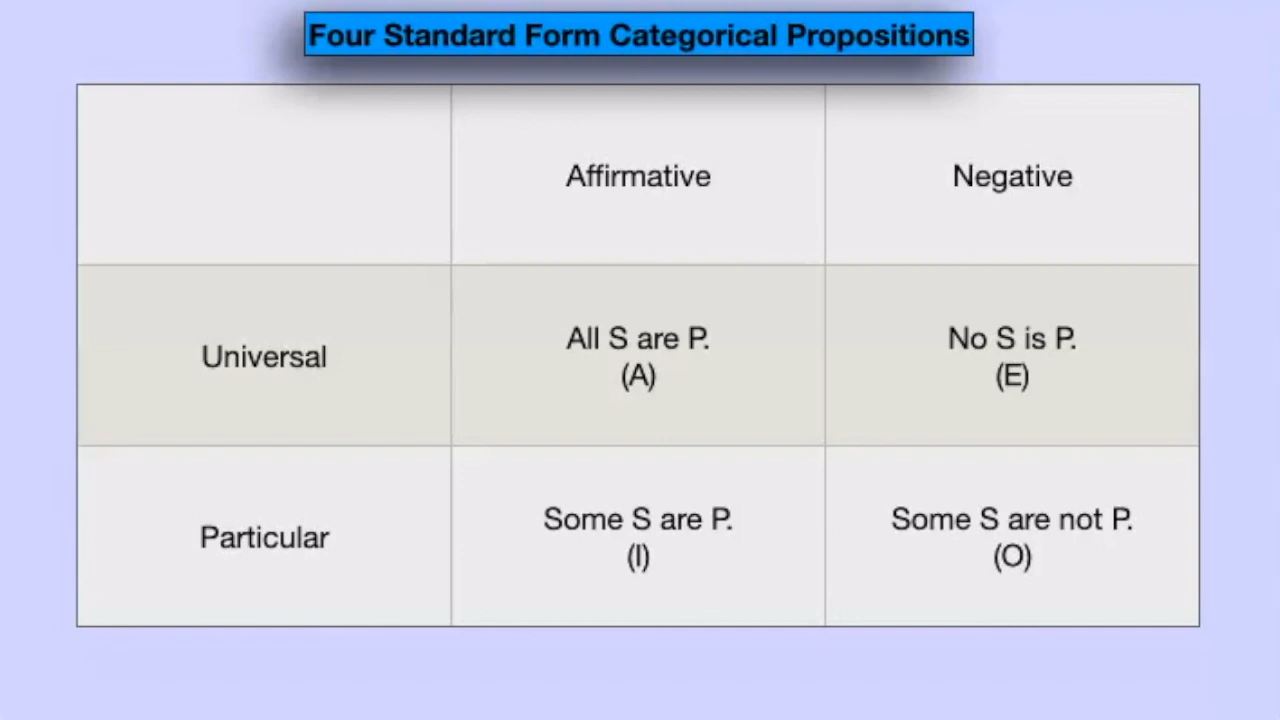 Four Standard Form Categorical Propositions
Affirmative
Negative
Universal
All S are P.
(A)
No S is P.
(E)
Particular
Some S are P.
(I)
Some S are not P.
(O)